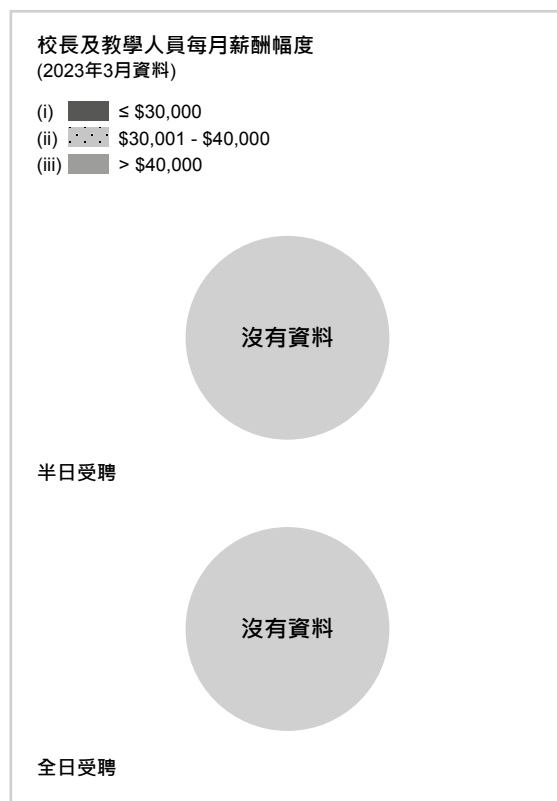 校長及教學人員每月薪酬幅度
(2023年3月資料)
(i) ≤ $30,000
(ii) $30,001 - $40,000
(iii) > $40,000
沒有資料
半日受聘
沒有資料
全日受聘